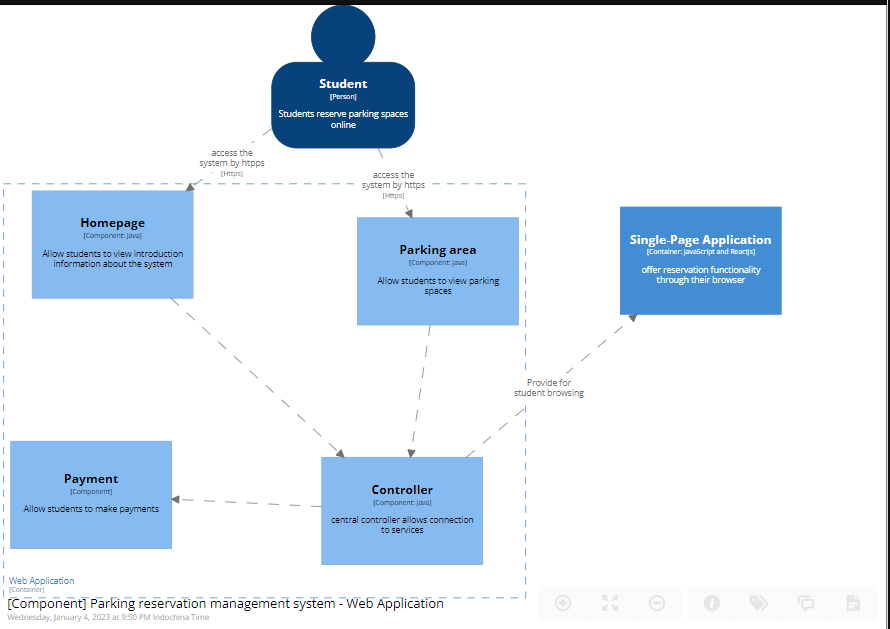 Student
[Person]
Students reserve parking spaces
online
access the
system by htpps
[Https]
access the
system by https
[Https]
Homepage
[Component: Java]
Allow students to view introduction
information about the system
Parking area
[Component: Java]
Allow students to view parking
spaces
Single-Page Application
[Container: JavaScript and Reactjs]
offer reservation functionality
through their browser
Provide for
student browsing
Payment
[Component]
Allow students to make payments
Controller
[Component: Java]
central controller allows connection
to services
Web Application
[Container]
[Component] Parking reservation management system - Web Application
Wednesday, January 4, 2023 at 9:50 PM Indochina Time